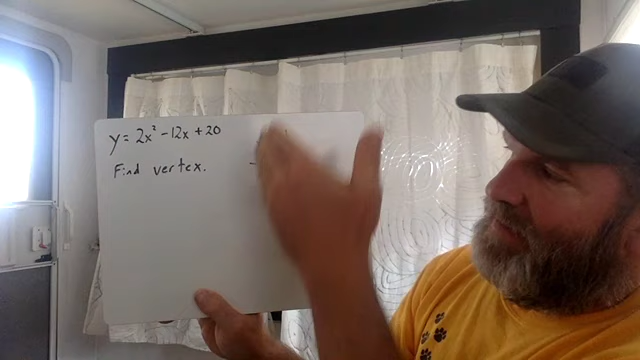 y = 2x² - 12x + 20
Find vertex.